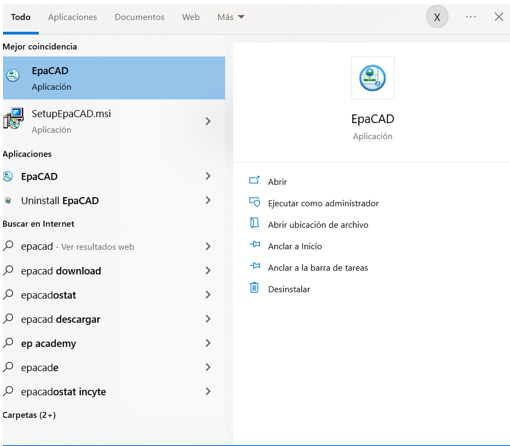 Todo Aplicaciones Documentos Web Más X ...
Mejor coincidencia
EpaCAD
Aplicación
SetupEpaCAD.msi
Aplicación
Aplicaciones
EpaCAD
Uninstall EpaCAD
Buscar en Internet
epacad - Ver resultados web
epacad download
epacadostat
epacad descargar
ep academy
epacade
epacadostat incyte
Carpetas (2+)
EpaCAD
Aplicación
Abrir
Ejecutar como administrador
Abrir ubicación de archivo
Anclar a Inicio
Anclar a la barra de tareas
Desinstalar